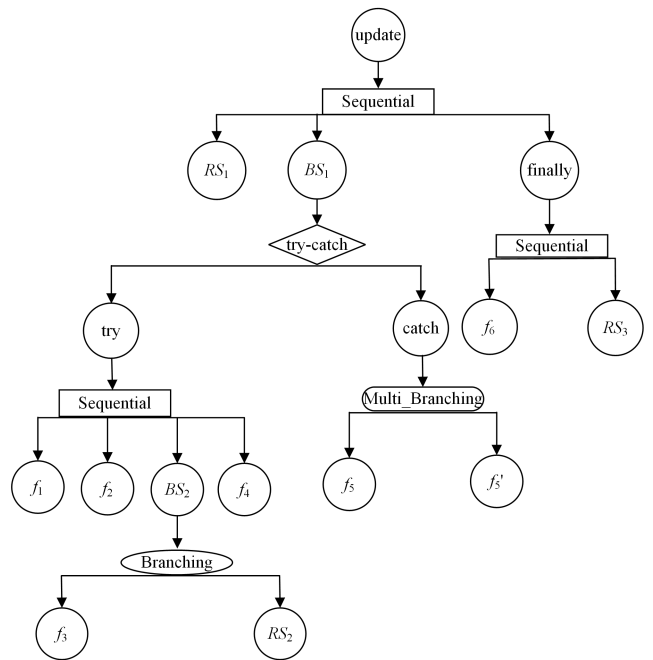 update
Sequential
RS₁
BS₁
finally
try-catch
Sequential
try
catch
f₆
RS₃
Sequential
Multi_Branching
f₁
f₂
BS₂
f₄
f₅
f₅'
Branching
f₃
RS₂